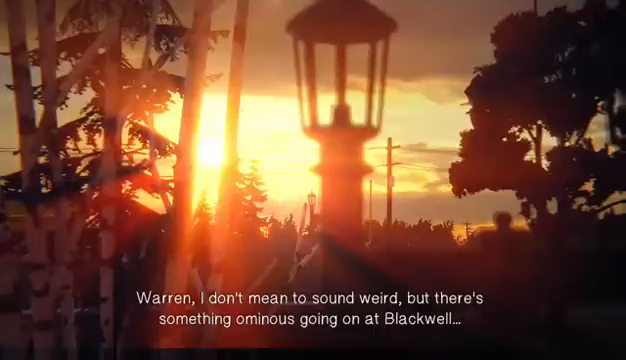 Warren, I don't mean to sound weird, but there's
something ominous going on at Blackwell...